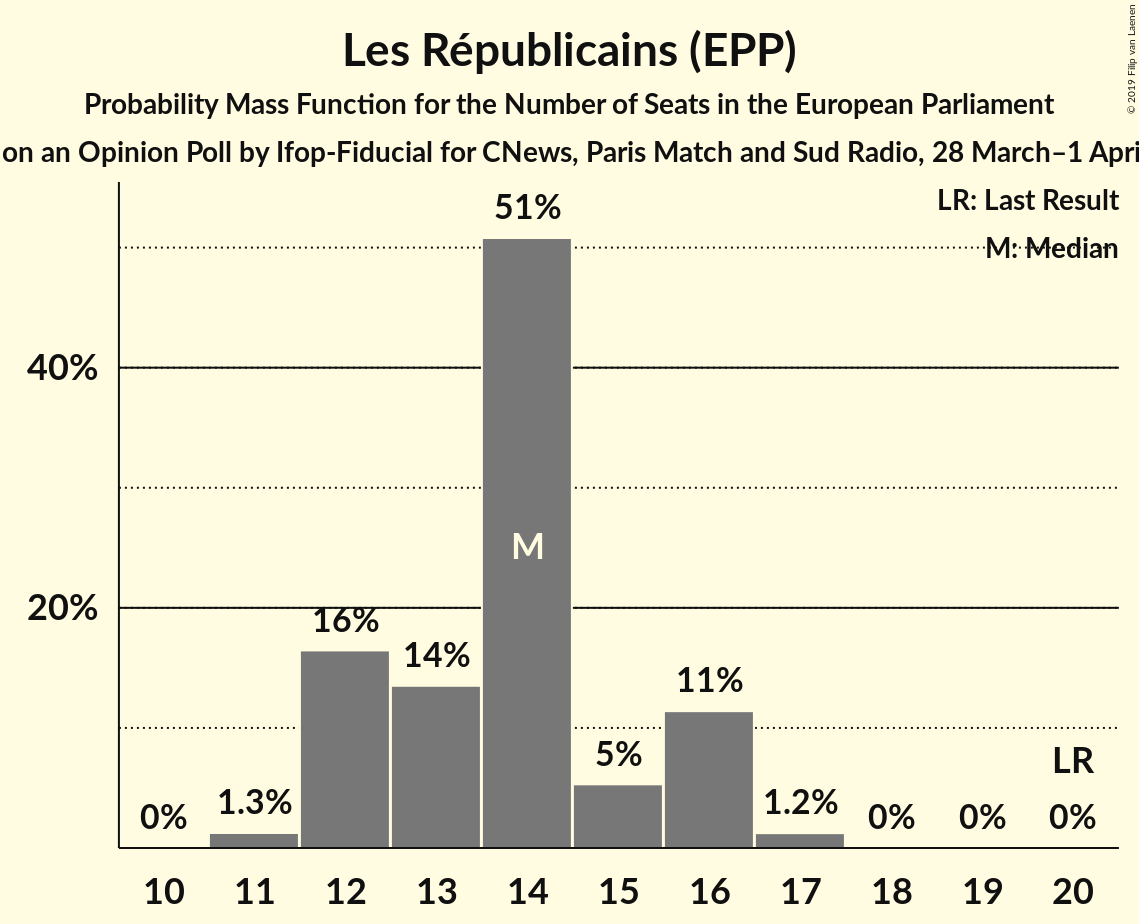 Les Républicains (EPP)
Probability Mass Function for the Number of Seats in the European Parliament
on an Opinion Poll by Ifop-Fiducial for CNews, Paris Match and Sud Radio, 28 March–1 Apri
© 2019 Filip van Laenen
LR: Last Result
M: Median
51%
40%
M
20%
16%
14%
11%
5%
LR
0% 1.3% 1.2% 0% 0% 0%
10 11 12 13 14 15 16 17 18 19 20